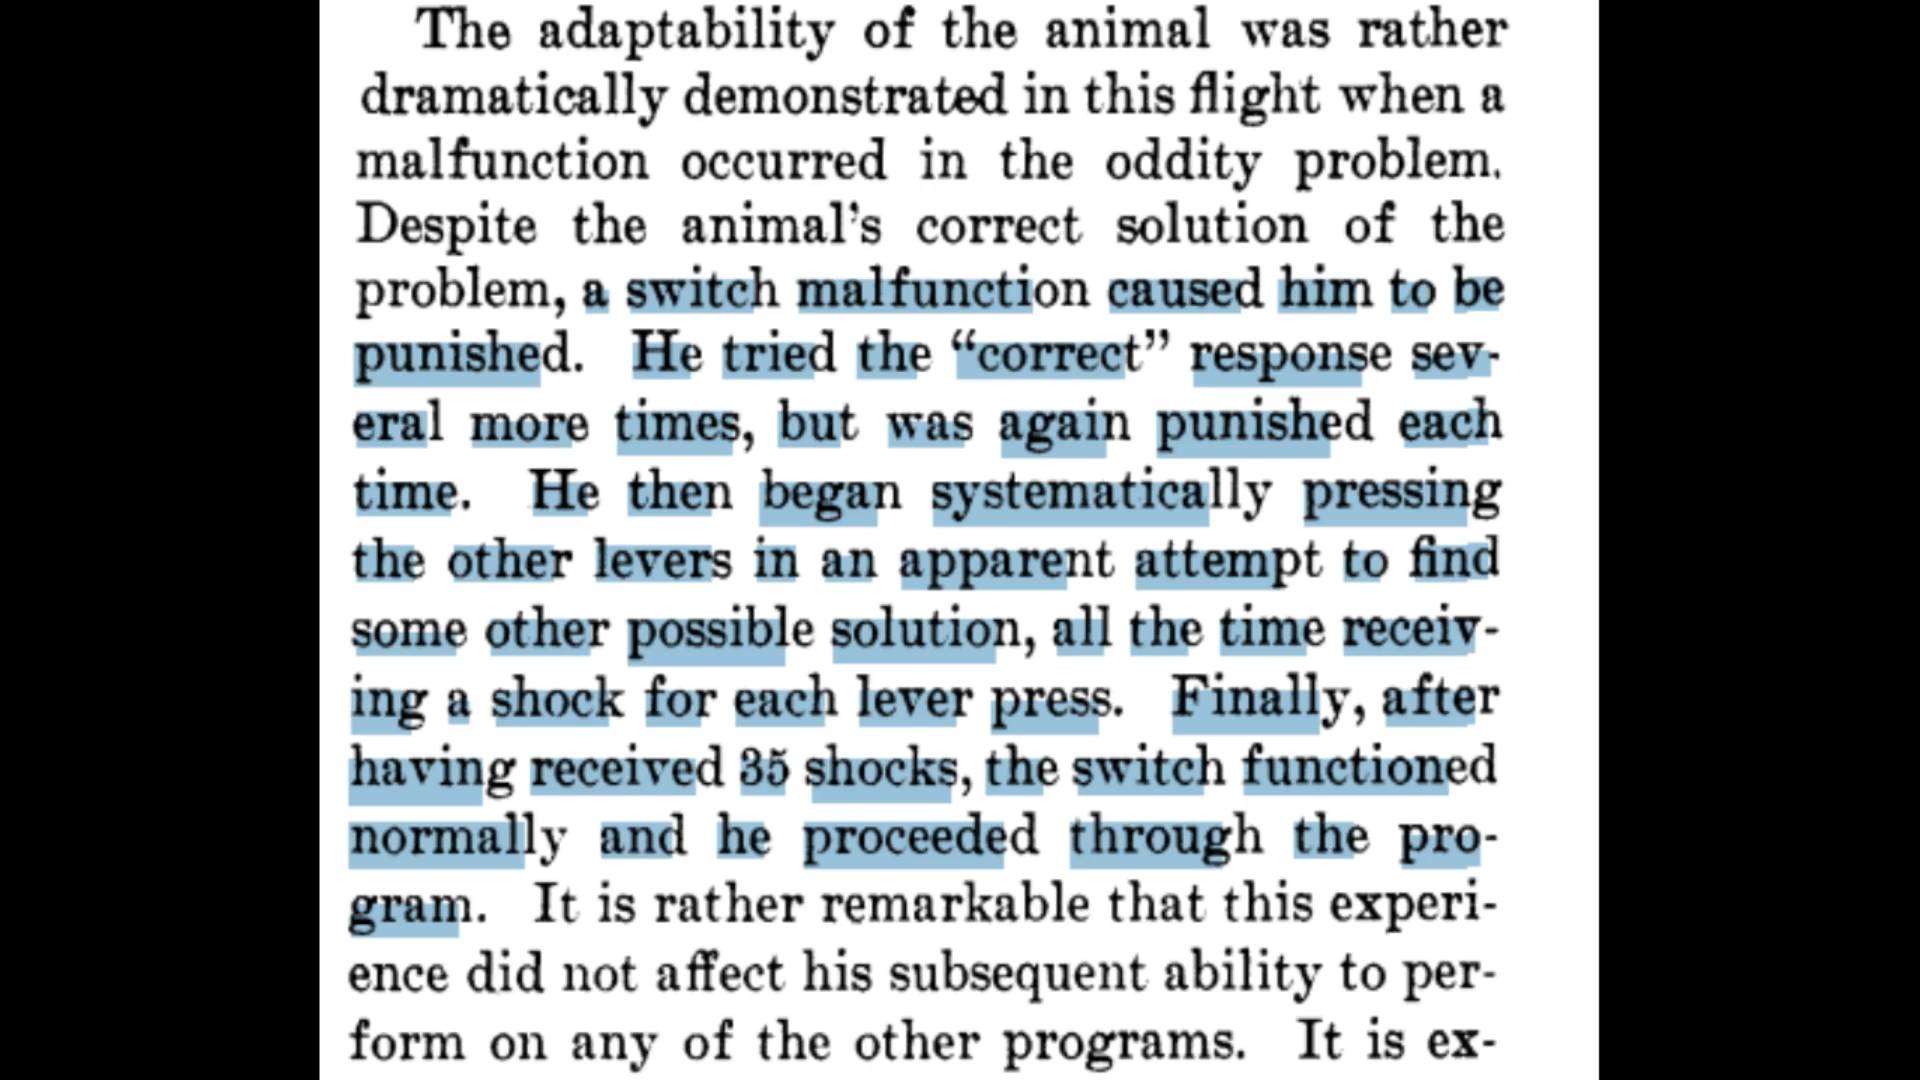 The adaptability of the animal was rather
dramatically demonstrated in this flight when a
malfunction occurred in the oddity problem.
Despite the animal's correct solution of the
problem, a switch malfunction caused him to be
punished. He tried the “correct” response sev-
eral more times, but was again punished each
time. He then began systematically pressing
the other levers in an apparent attempt to find
some other possible solution, all the time receiv-
ing a shock for each lever press. Finally, after
having received 35 shocks, the switch functioned
normally and he proceeded through the pro-
gram. It is rather remarkable that this experi-
ence did not affect his subsequent ability to per-
form on any of the other programs. It is ex-